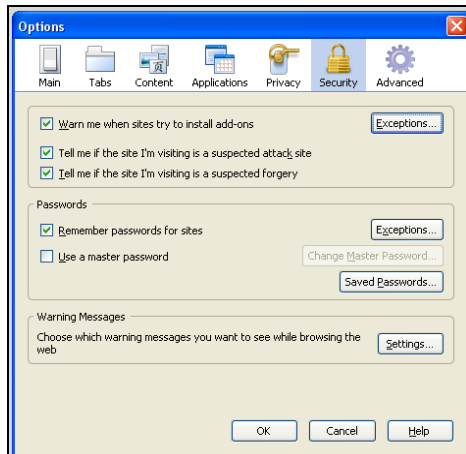 Options
Main Tabs Content Applications Privacy Security Advanced
Warn me when sites try to install add-ons Exceptions...
Tell me if the site I'm visiting is a suspected attack site
Tell me if the site I'm visiting is a suspected forgery
Passwords
Remember passwords for sites Exceptions...
Use a master password Change Master Password...
Saved Passwords...
Warning Messages
Choose which warning messages you want to see while browsing the
web
Settings...
OK Cancel Help